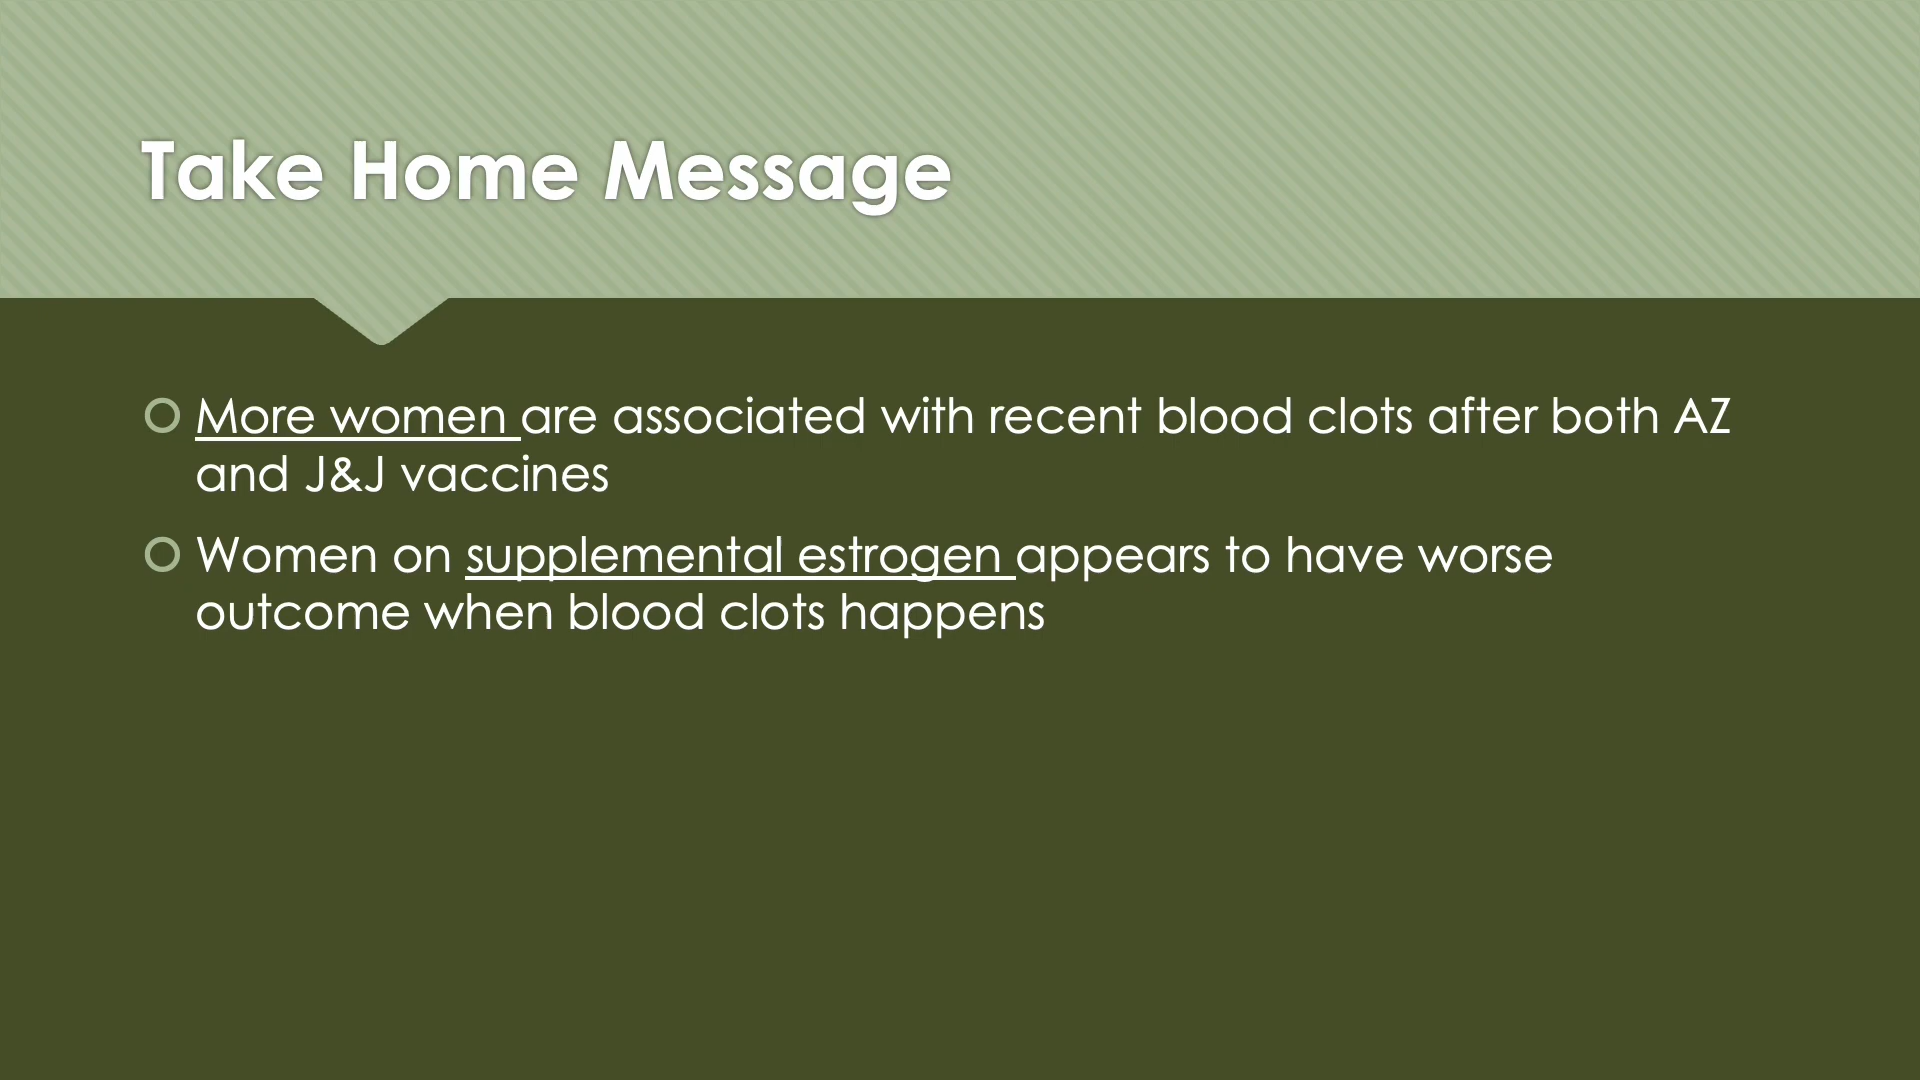 Take Home Message
More women are associated with recent blood clots after both AZ
and J&J vaccines
Women on supplemental estrogen appears to have worse
outcome when blood clots happens